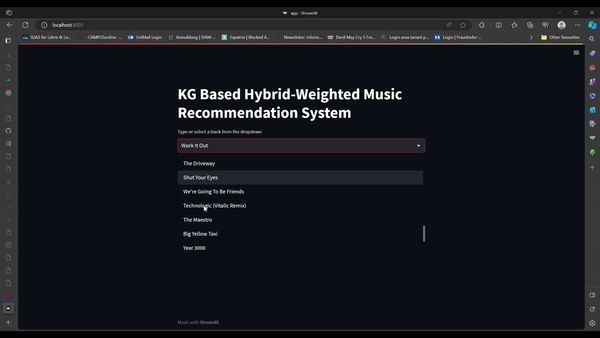 app · Streamlit
localhost:8501
ILIAS für Lehre & Le...
CAMPUSonline -...
UniMail Login
Anmeldung | SIAM-...
Expatrio | Blocked A...
Newsticker. Informa...
Devil May Cry 5 Fre...
Login area tenant p...
Login | Fraunhofer-...
Other favourites
KG Based Hybrid-Weighted Music
Recommendation System
Type or select a track from the dropdown
Work It Out
The Driveway
Shut Your Eyes
We're Going To Be Friends
Technologic (Vitalic Remix)
The Maestro
Big Yellow Taxi
Year 3000
Made with Streamlit